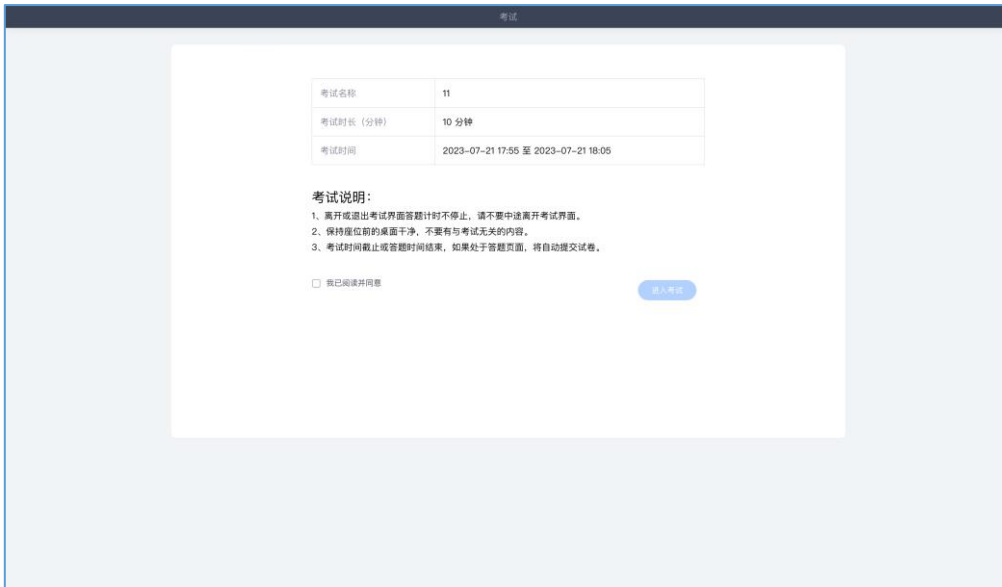 考试
考试名称 11
考试时长（分钟） 10 分钟
考试时间 2023-07-21 17:55 至 2023-07-21 18:05
考试说明：
1、离开或退出考试界面答题计时不停止，请不要中途离开考试界面。
2、保持座位前的桌面干净，不要有与考试无关的内容。
3、考试时间截止或答题时间结束，如果处于答题页面，将自动提交试卷。
我已阅读并同意
进入考试